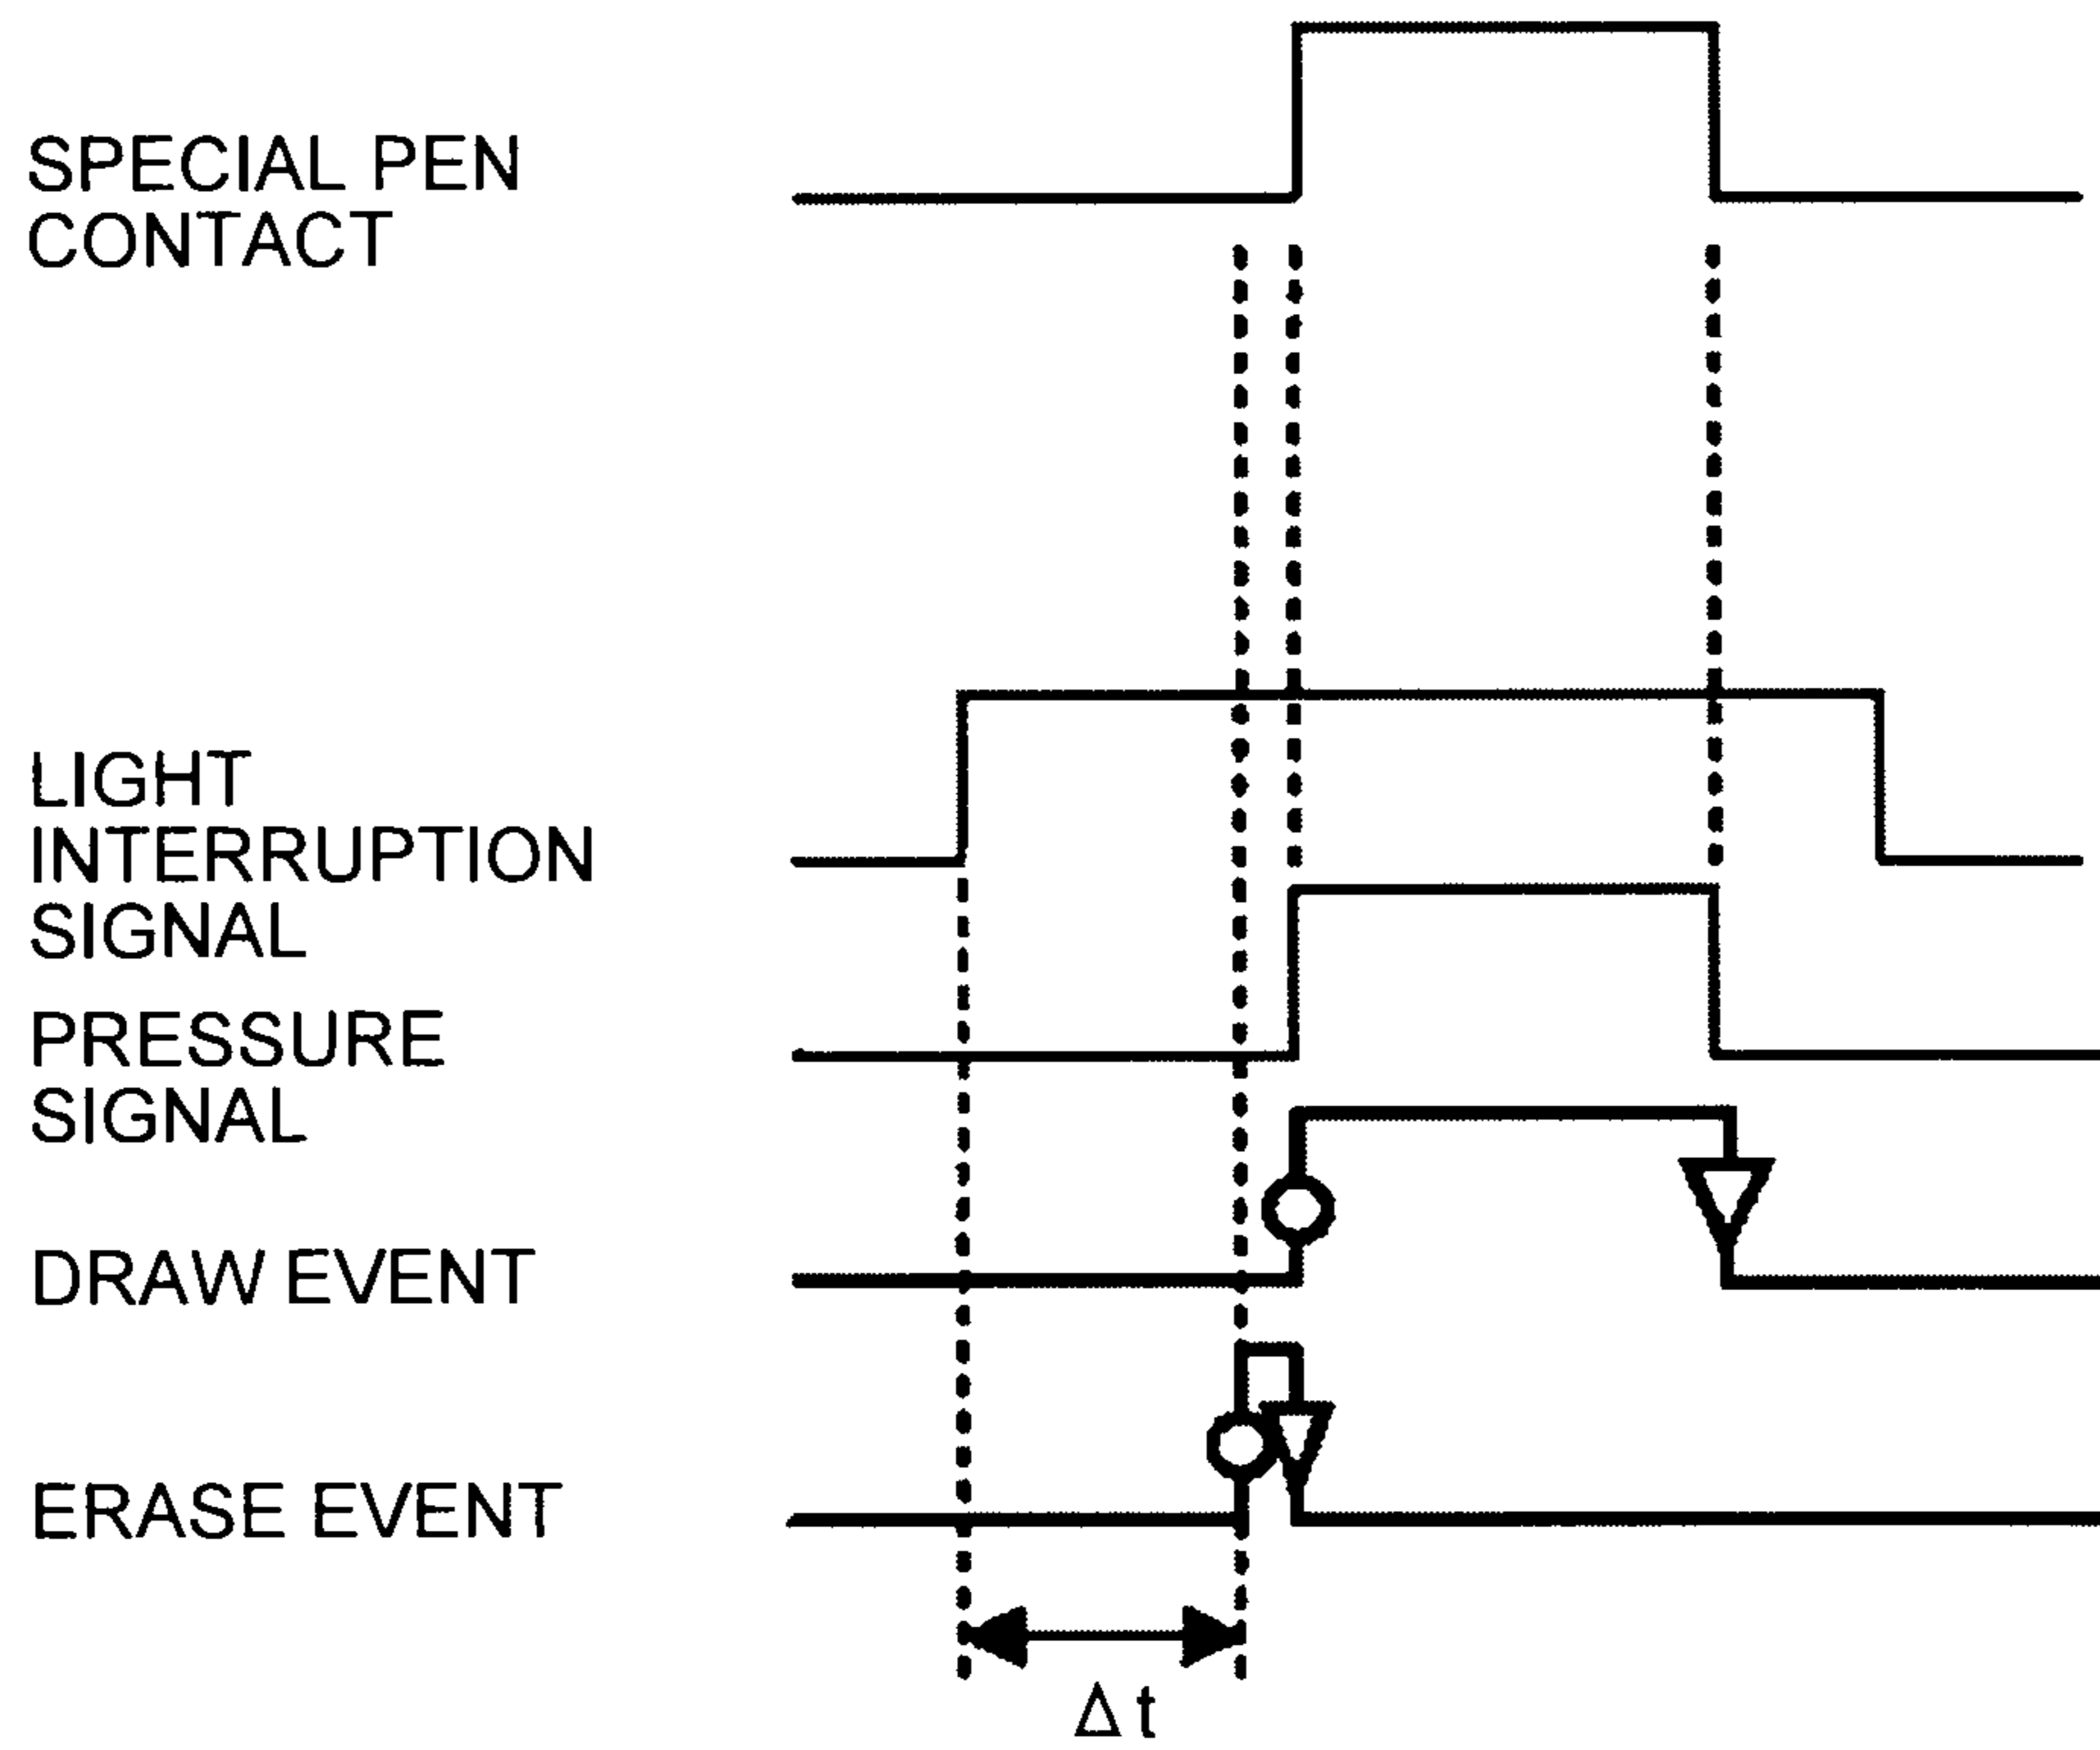 SPECIAL PEN
CONTACT
LIGHT
INTERRUPTION
SIGNAL
PRESSURE
SIGNAL
DRAW EVENT
ERASE EVENT
Δt